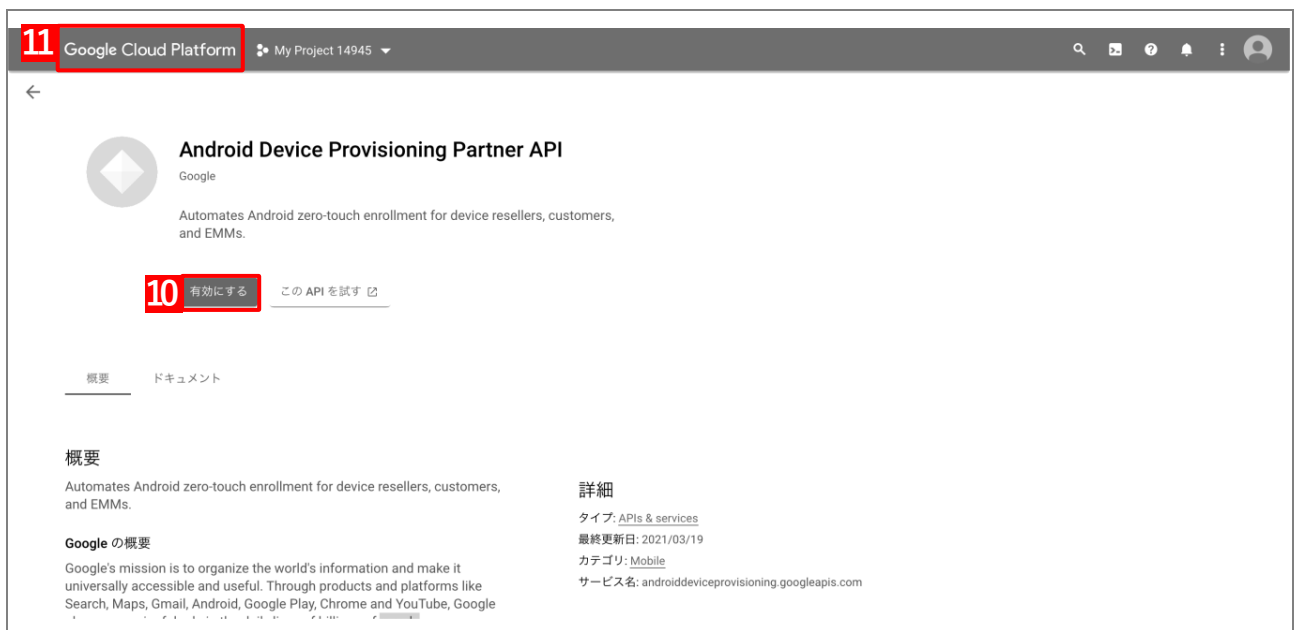 11 Google Cloud Platform My Project 14945
Android Device Provisioning Partner API
Google
Automates Android zero-touch enrollment for device resellers, customers,
and EMMs.
10 有効にする この API を試す
概要 ドキュメント
概要
Automates Android zero-touch enrollment for device resellers, customers,
and EMMs.
Google の概要
Google's mission is to organize the world's information and make it
universally accessible and useful. Through products and platforms like
Search, Maps, Gmail, Android, Google Play, Chrome and YouTube, Google
詳細
タイプ: APIs & services
最終更新日: 2021/03/19
カテゴリ: Mobile
サービス名: androiddeviceprovisioning.googleapis.com